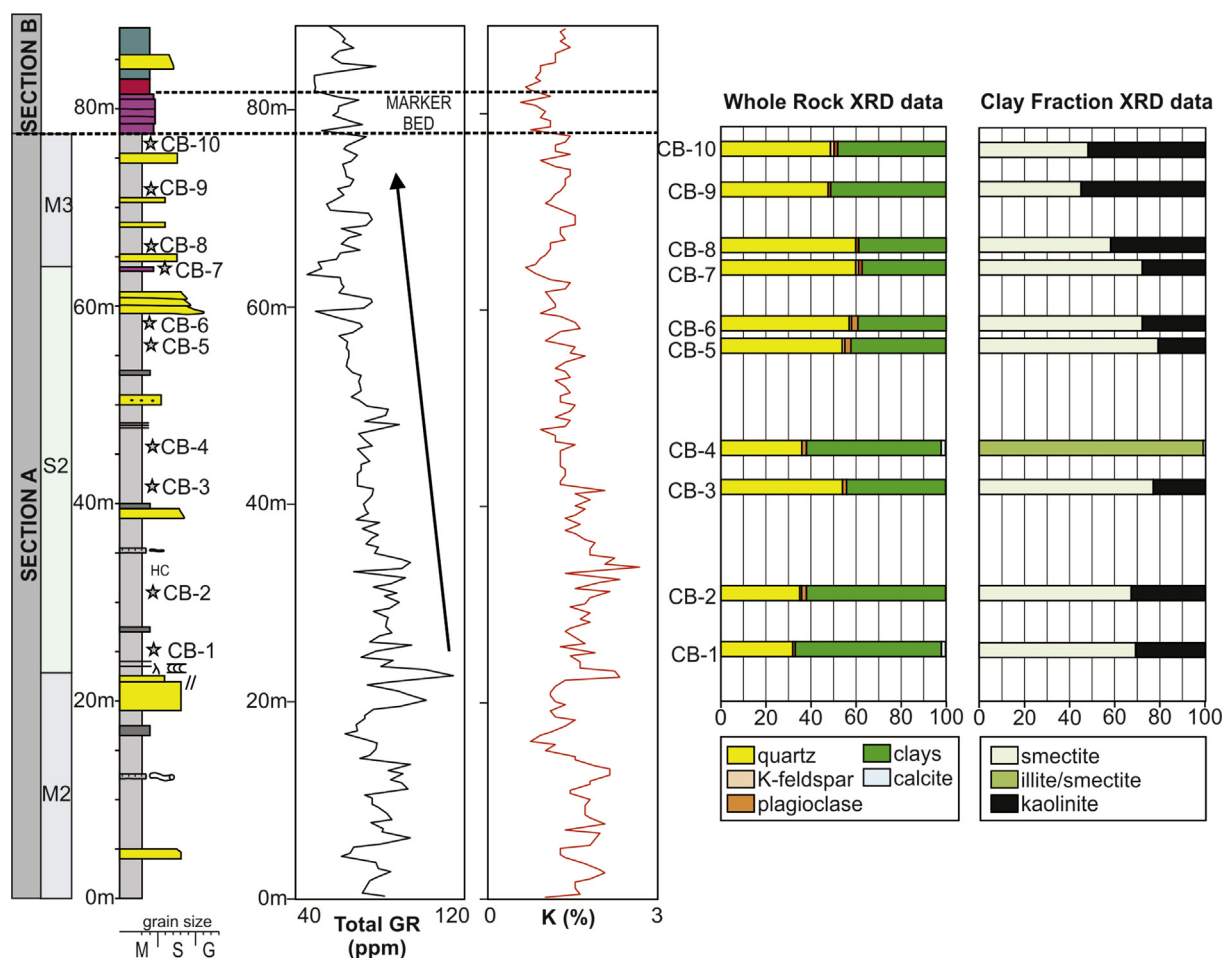 SECTION B
SECTION A
M3
S2
M2
80m
60m
40m
20m
0m
CB-10
CB-9
CB-8
CB-7
CB-6
CB-5
CB-4
CB-3
HC
CB-2
CB-1
grain size
M S G
80m
60m
40m
20m
0m
MARKER
BED
40 120
Total GR
(ppm)
0 3
K (%)
Whole Rock XRD data
CB-10
CB-9
CB-8
CB-7
CB-6
CB-5
CB-4
CB-3
CB-2
CB-1
0 20 40 60 80 100
quartz
K-feldspar
plagioclase
clays
calcite
Clay Fraction XRD data
0 20 40 60 80 100
smectite
illite/smectite
kaolinite